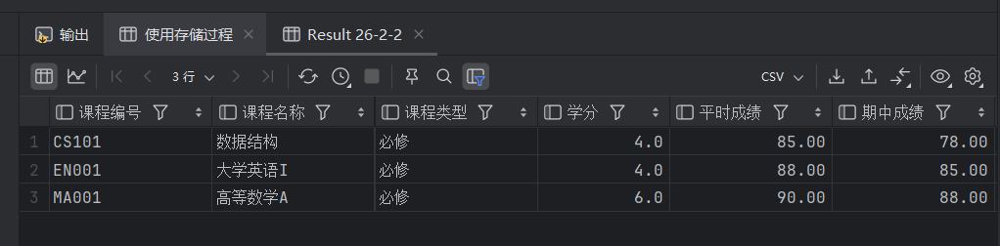 输出 使用存储过程 Result 26-2-2
3 行 CSV
课程编号 课程名称 课程类型 学分 平时成绩 期中成绩
1 CS101 数据结构 必修 4.0 85.00 78.00
2 EN001 大学英语I 必修 4.0 88.00 85.00
3 MA001 高等数学A 必修 6.0 90.00 88.00